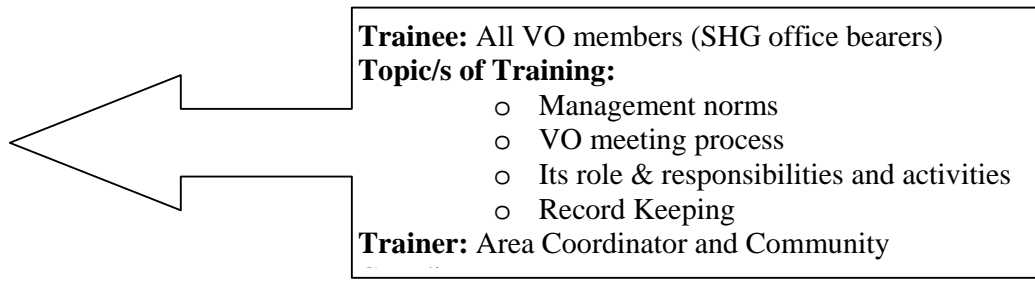 Trainee: All VO members (SHG office bearers)
Topic/s of Training:
o Management norms
o VO meeting process
o Its role & responsibilities and activities
o Record Keeping
Trainer: Area Coordinator and Community